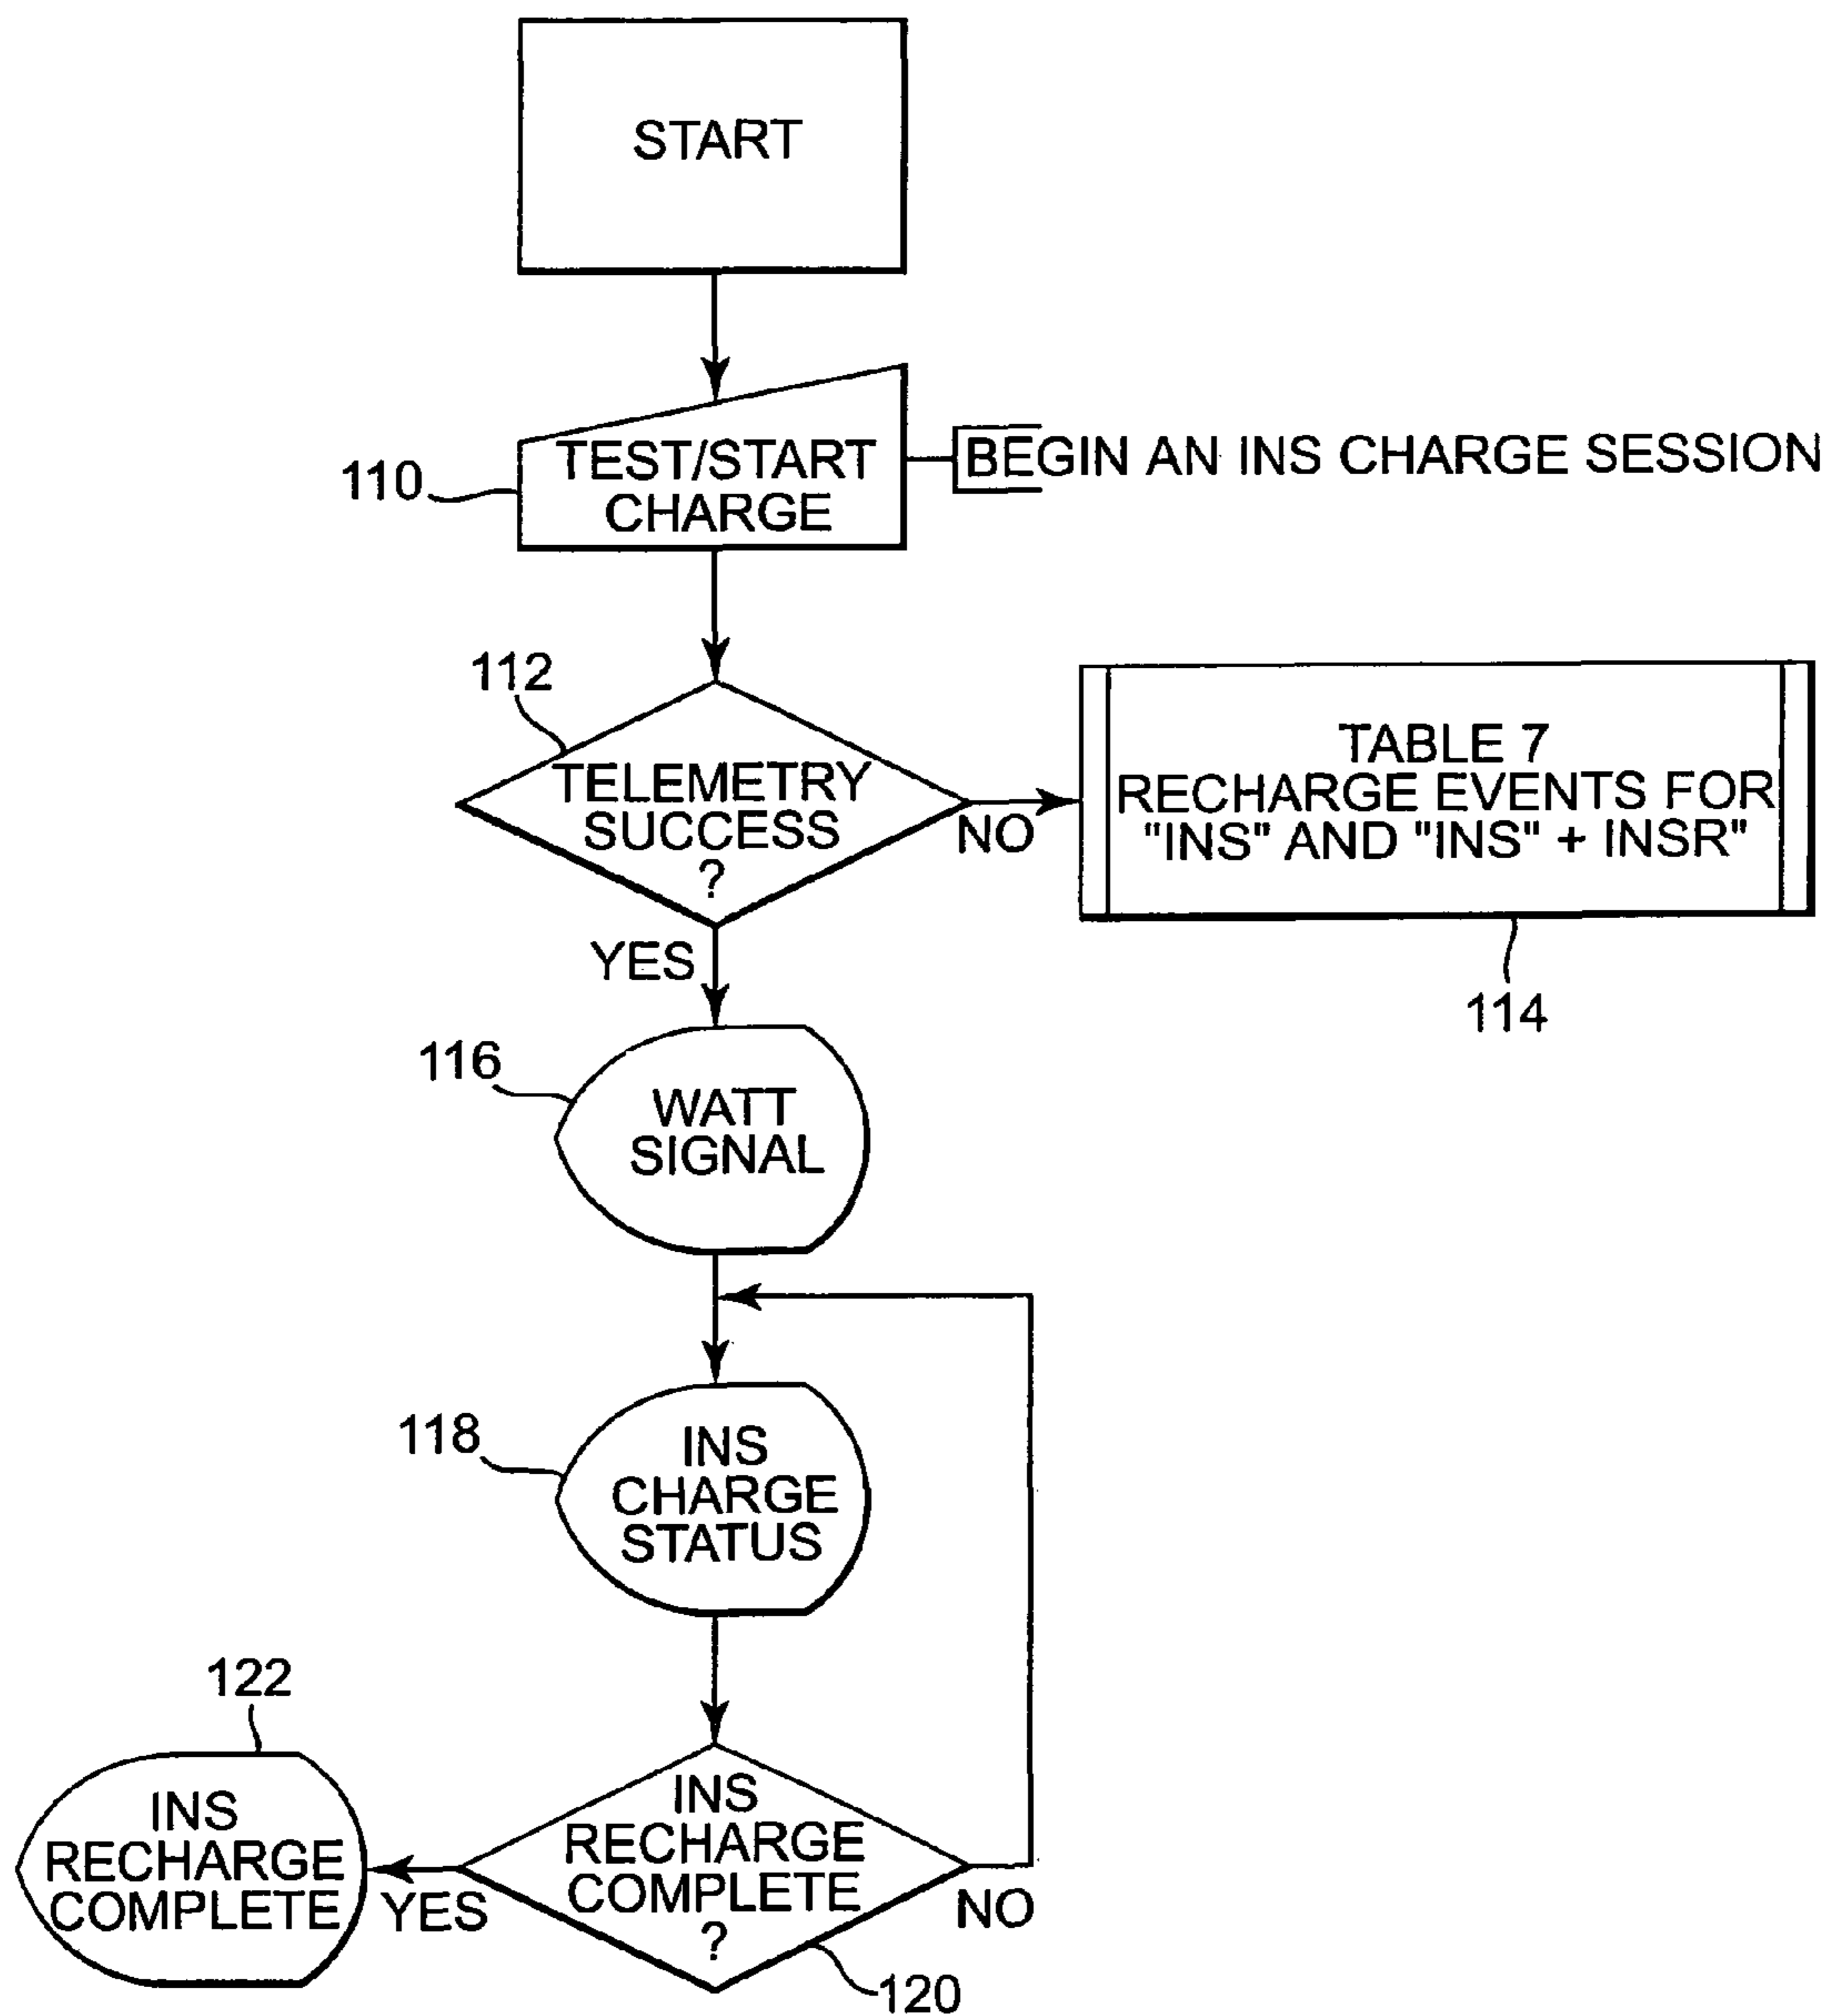 START
110
TEST/START
CHARGE
BEGIN AN INS CHARGE SESSION
112
TELEMETRY
SUCCESS
?
NO
TABLE 7
RECHARGE EVENTS FOR
"INS" AND "INS" + INSR"
114
YES
116
WATT
SIGNAL
118
INS
CHARGE
STATUS
122
INS
RECHARGE
COMPLETE
YES
INS
RECHARGE
COMPLETE
?
NO
120